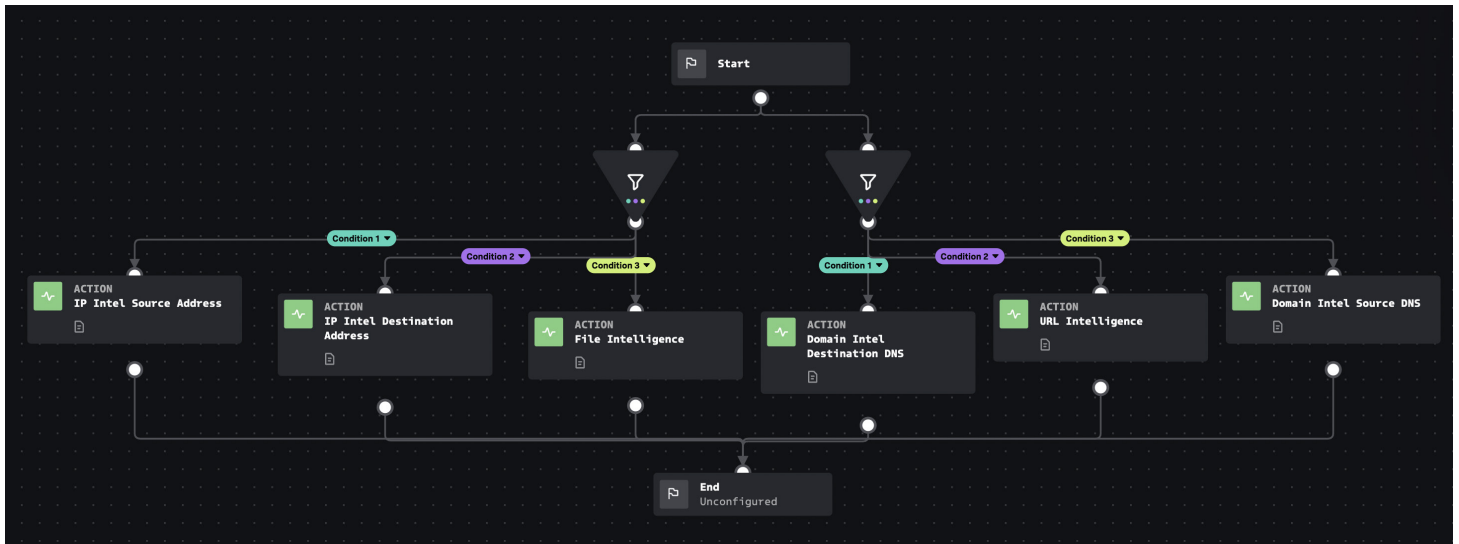 Start
Condition 1
Condition 2
Condition 3
Condition 1
Condition 2
Condition 3
ACTION
IP Intel Source Address
ACTION
IP Intel Destination
Address
ACTION
File Intelligence
ACTION
Domain Intel
Destination DNS
ACTION
URL Intelligence
ACTION
Domain Intel Source DNS
End
Unconfigured